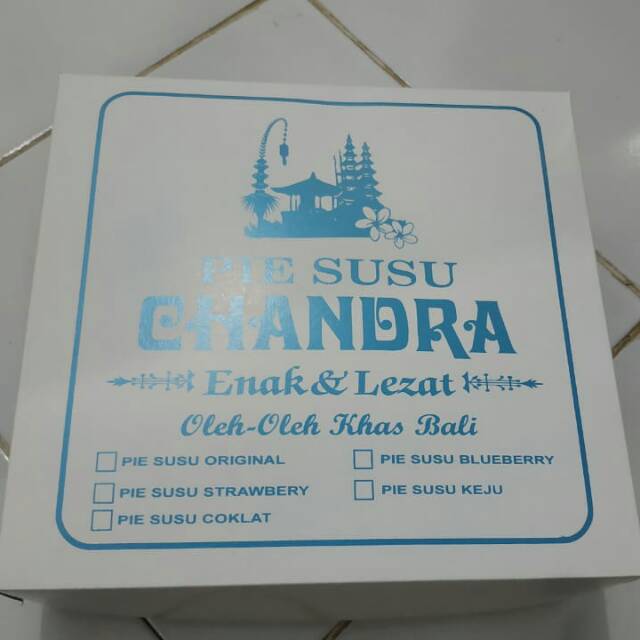 PIE SUSU
CHANDRA
Enak & Lezat
Oleh-Oleh Khas Bali
PIE SUSU ORIGINAL
PIE SUSU STRAWBERY
PIE SUSU COKLAT
PIE SUSU BLUEBERRY
PIE SUSU KEJU